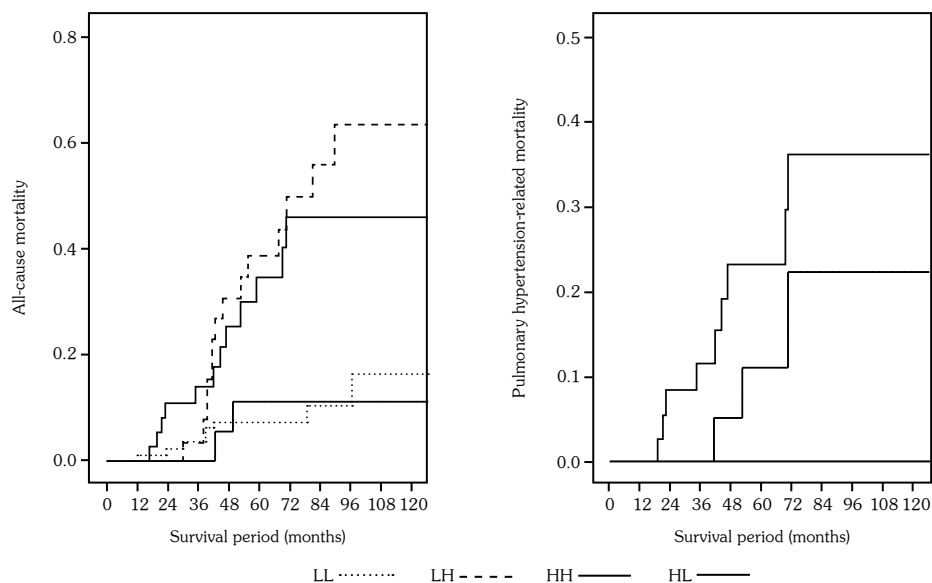 All-cause mortality
0.8
0.6
0.4
0.2
0.0
0 12 24 36 48 60 72 84 96 108 120
Survival period (months)
Pulmonary hypertension-related mortality
0.5
0.4
0.3
0.2
0.1
0.0
0 12 24 36 48 60 72 84 96 108 120
Survival period (months)
LL LH HH HL